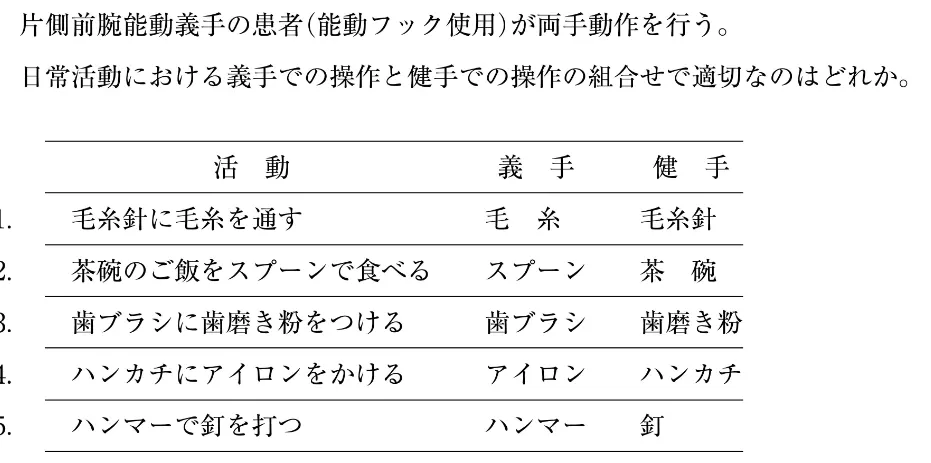 片側前腕能動義手の患者(能動フック使用)が両手動作を行う。
日常活動における義手での操作と健手での操作の組合せで適切なのはどれか。
活 動 義 手 健 手
1. 毛糸針に毛糸を通す 毛 糸 毛糸針
2. 茶碗のご飯をスプーンで食べる スプーン 茶 碗
3. 歯ブラシに歯磨き粉をつける 歯ブラシ 歯磨き粉
4. ハンカチにアイロンをかける アイロン ハンカチ
5. ハンマーで釘を打つ ハンマー 釘